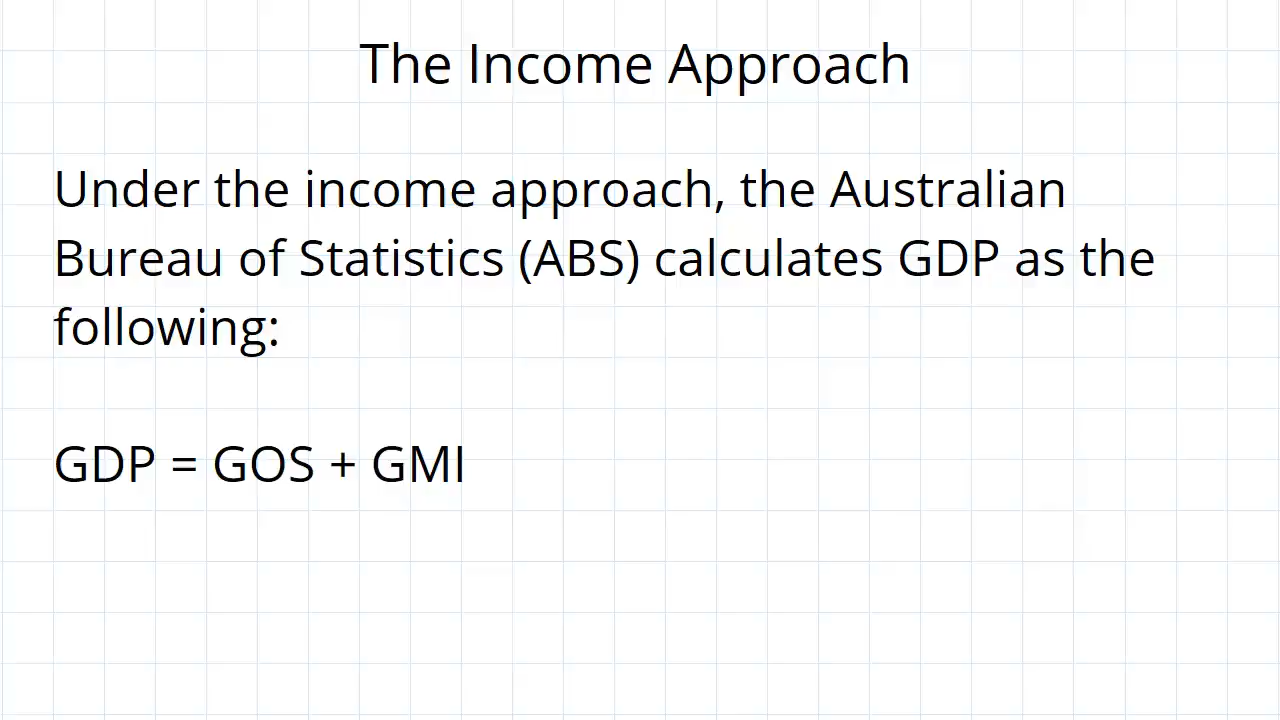 The Income Approach
Under the income approach, the Australian
Bureau of Statistics (ABS) calculates GDP as the
following:
GDP = GOS + GMI